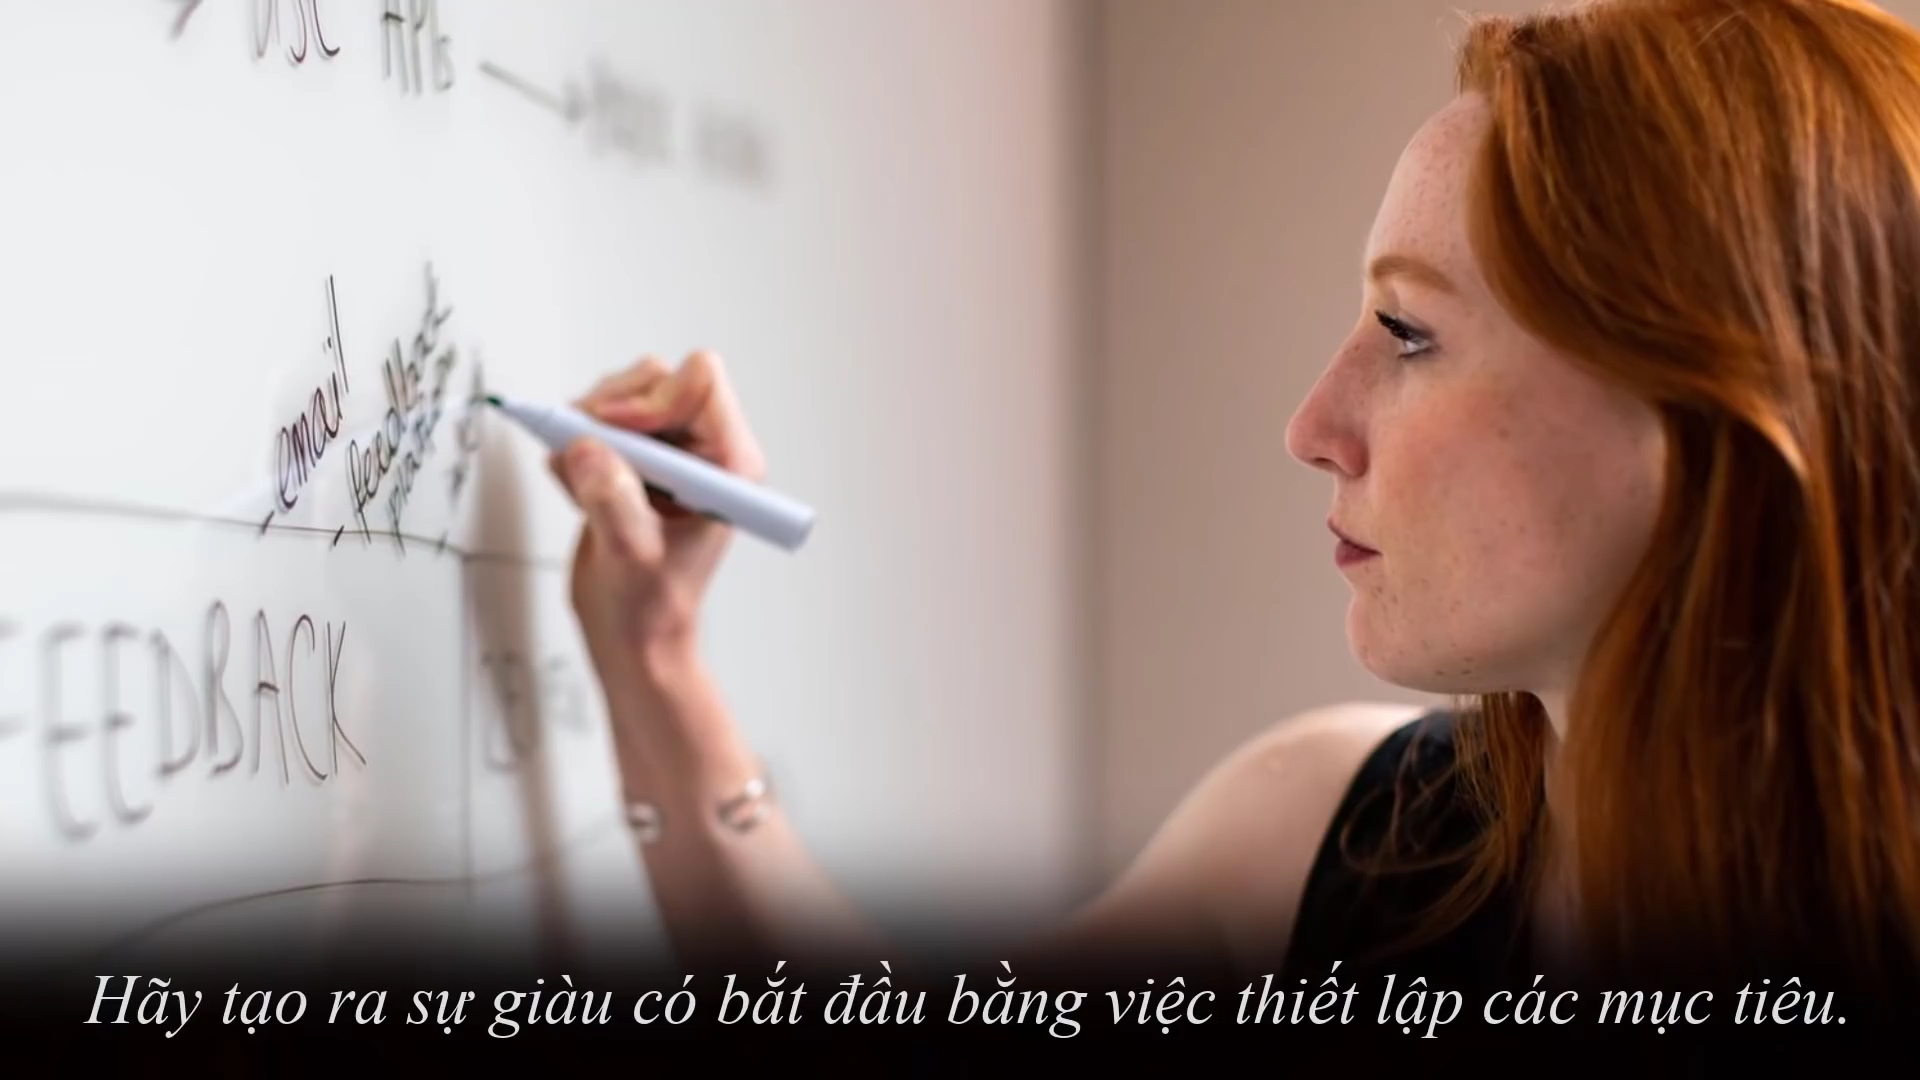 USE APIs
email
feedback
FEEDBACK
Hãy tạo ra sự giàu có bắt đầu bằng việc thiết lập các mục tiêu.